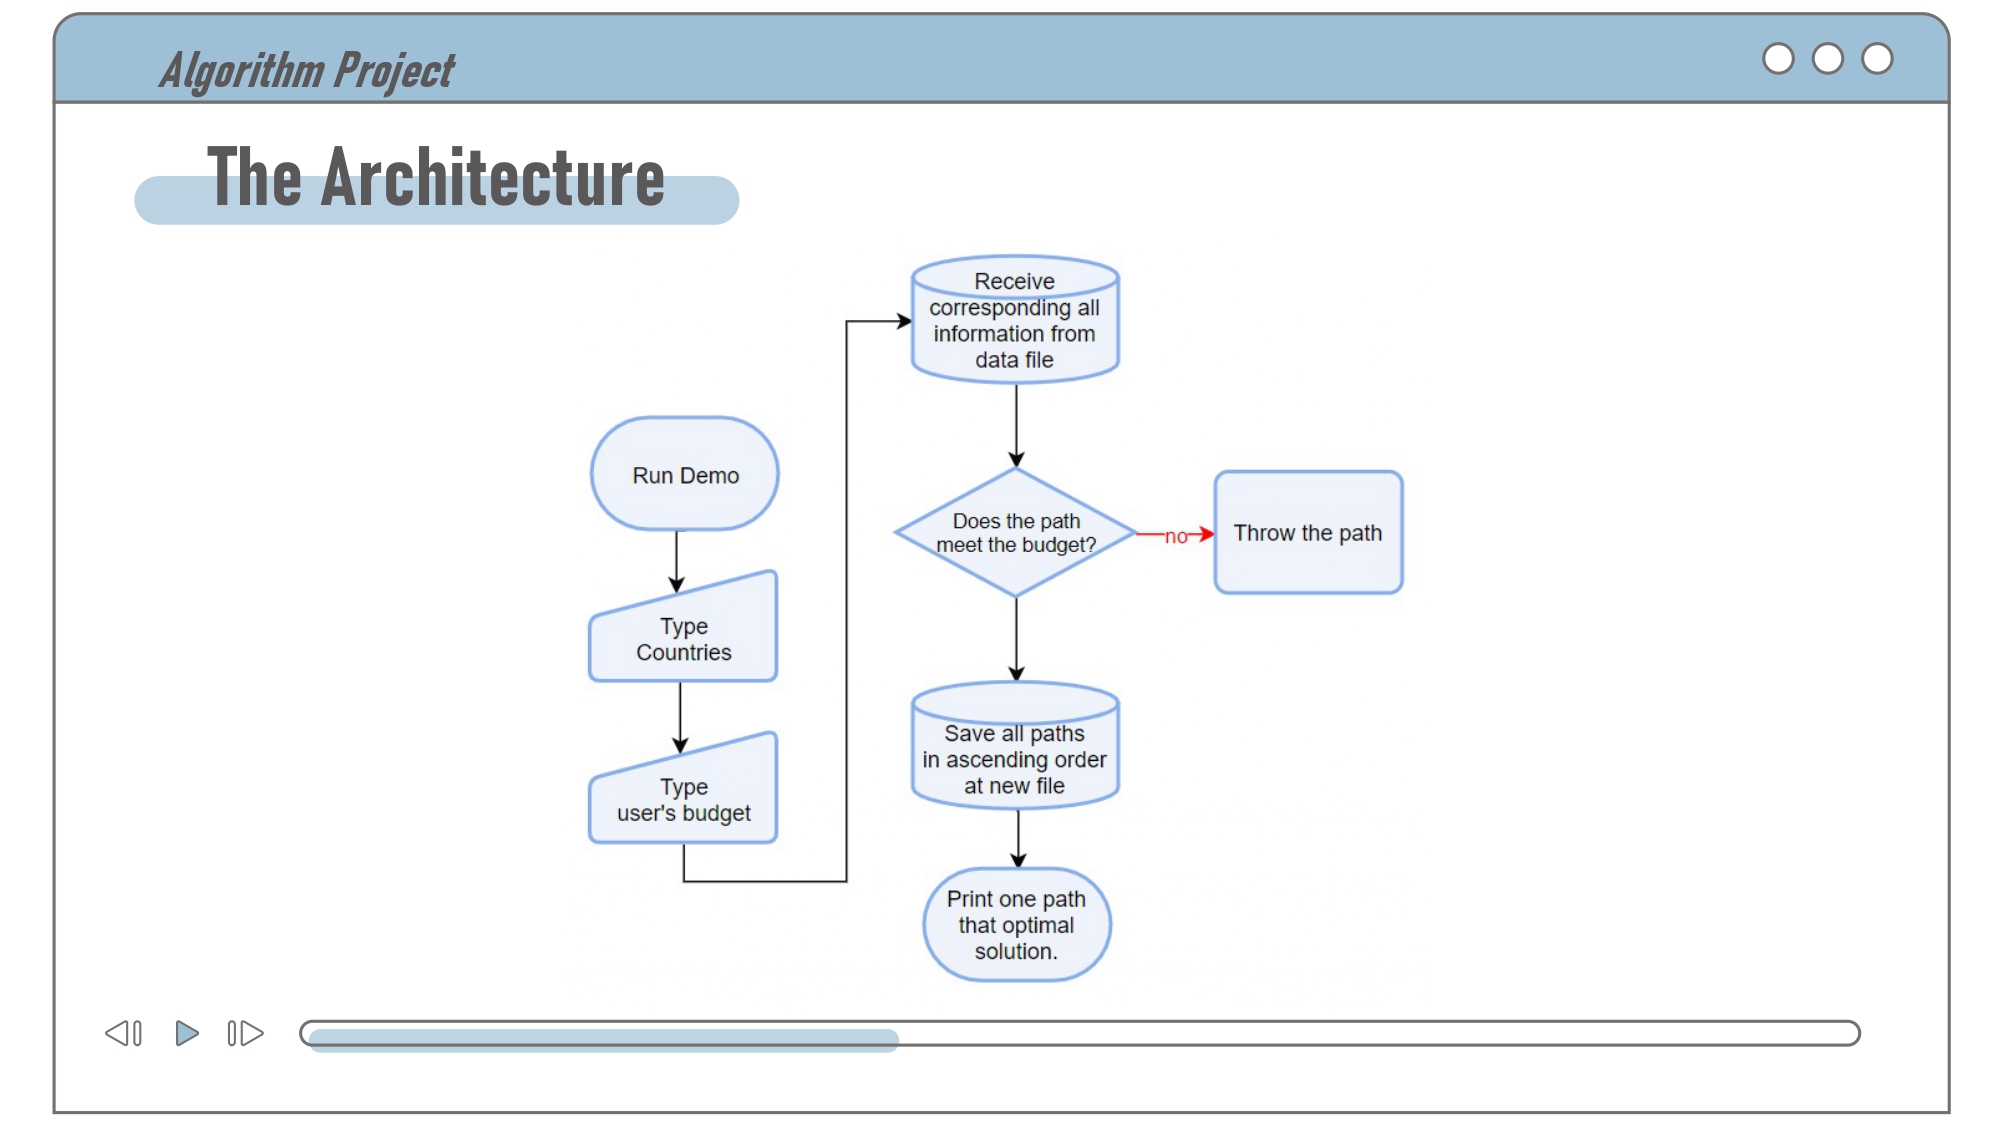 Algorithm Project
The Architecture
Run Demo
Type
Countries
Type
user's budget
Receive
corresponding all
information from
data file
Does the path
meet the budget?
no
Throw the path
Save all paths
in ascending order
at new file
Print one path
that optimal
solution.